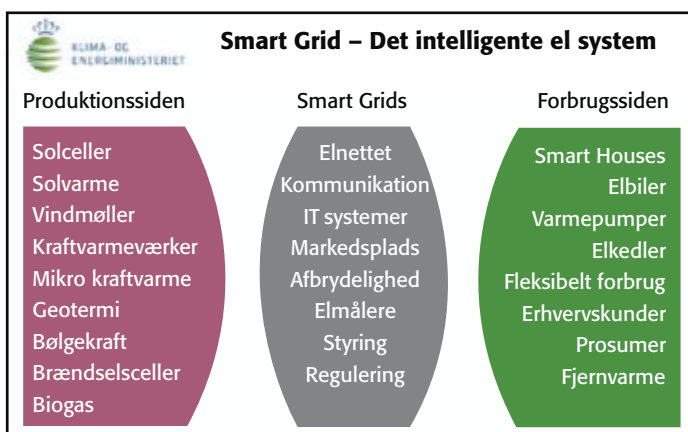 KLIMA- OG
ENERGIMINISTERIET
Smart Grid – Det intelligente el system
Produktionssiden
Solceller
Solvarme
Vindmøller
Kraftvarmeværker
Mikro kraftvarme
Geotermi
Bølgekraft
Brændselsceller
Biogas
Smart Grids
Elnettet
Kommunikation
IT systemer
Markedsplads
Afbrydelighed
Elmålere
Styring
Regulering
Forbrugssiden
Smart Houses
Elbiler
Varmepumper
Elkedler
Fleksibelt forbrug
Erhvervskunder
Prosumer
Fjernvarme